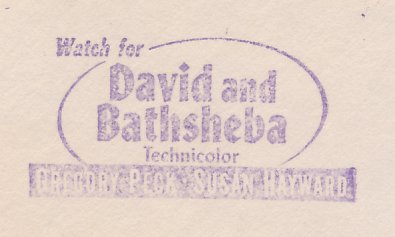 Watch for
David and
Bathsheba
Technicolor
GREGORY PECK · SUSAN HAYWARD